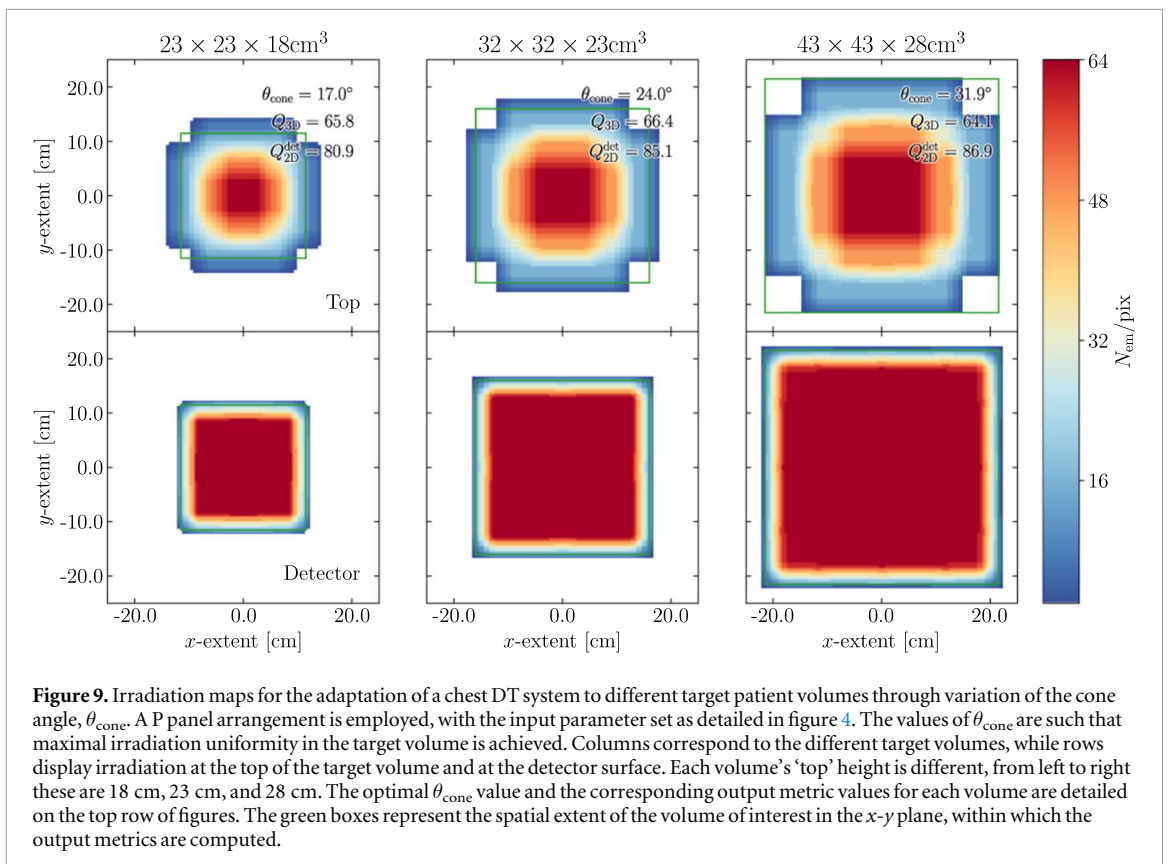 23 × 23 × 18cm³
32 × 32 × 23cm³
43 × 43 × 28cm³
y-extent [cm]
20.0
10.0
0.0
-10.0
-20.0
θcone = 17.0°
Q3D = 65.8
Qdet2D = 80.9
Top
θcone = 24.0°
Q3D = 66.4
Qdet2D = 85.1
θcone = 31.9°
Q3D = 64.1
Qdet2D = 86.9
64
48
32
16
Nem/pix
y-extent [cm]
20.0
10.0
0.0
-10.0
-20.0
Detector
-20.0 0.0 20.0
-20.0 0.0 20.0
-20.0 0.0 20.0
x-extent [cm]
x-extent [cm]
x-extent [cm]
Figure 9. Irradiation maps for the adaptation of a chest DT system to different target patient volumes through variation of the cone
angle, θcone. A P panel arrangement is employed, with the input parameter set as detailed in figure 4. The values of θcone are such that
maximal irradiation uniformity in the target volume is achieved. Columns correspond to the different target volumes, while rows
display irradiation at the top of the target volume and at the detector surface. Each volume's 'top' height is different, from left to right
these are 18 cm, 23 cm, and 28 cm. The optimal θcone value and the corresponding output metric values for each volume are detailed
on the top row of figures. The green boxes represent the spatial extent of the volume of interest in the x-y plane, within which the
output metrics are computed.